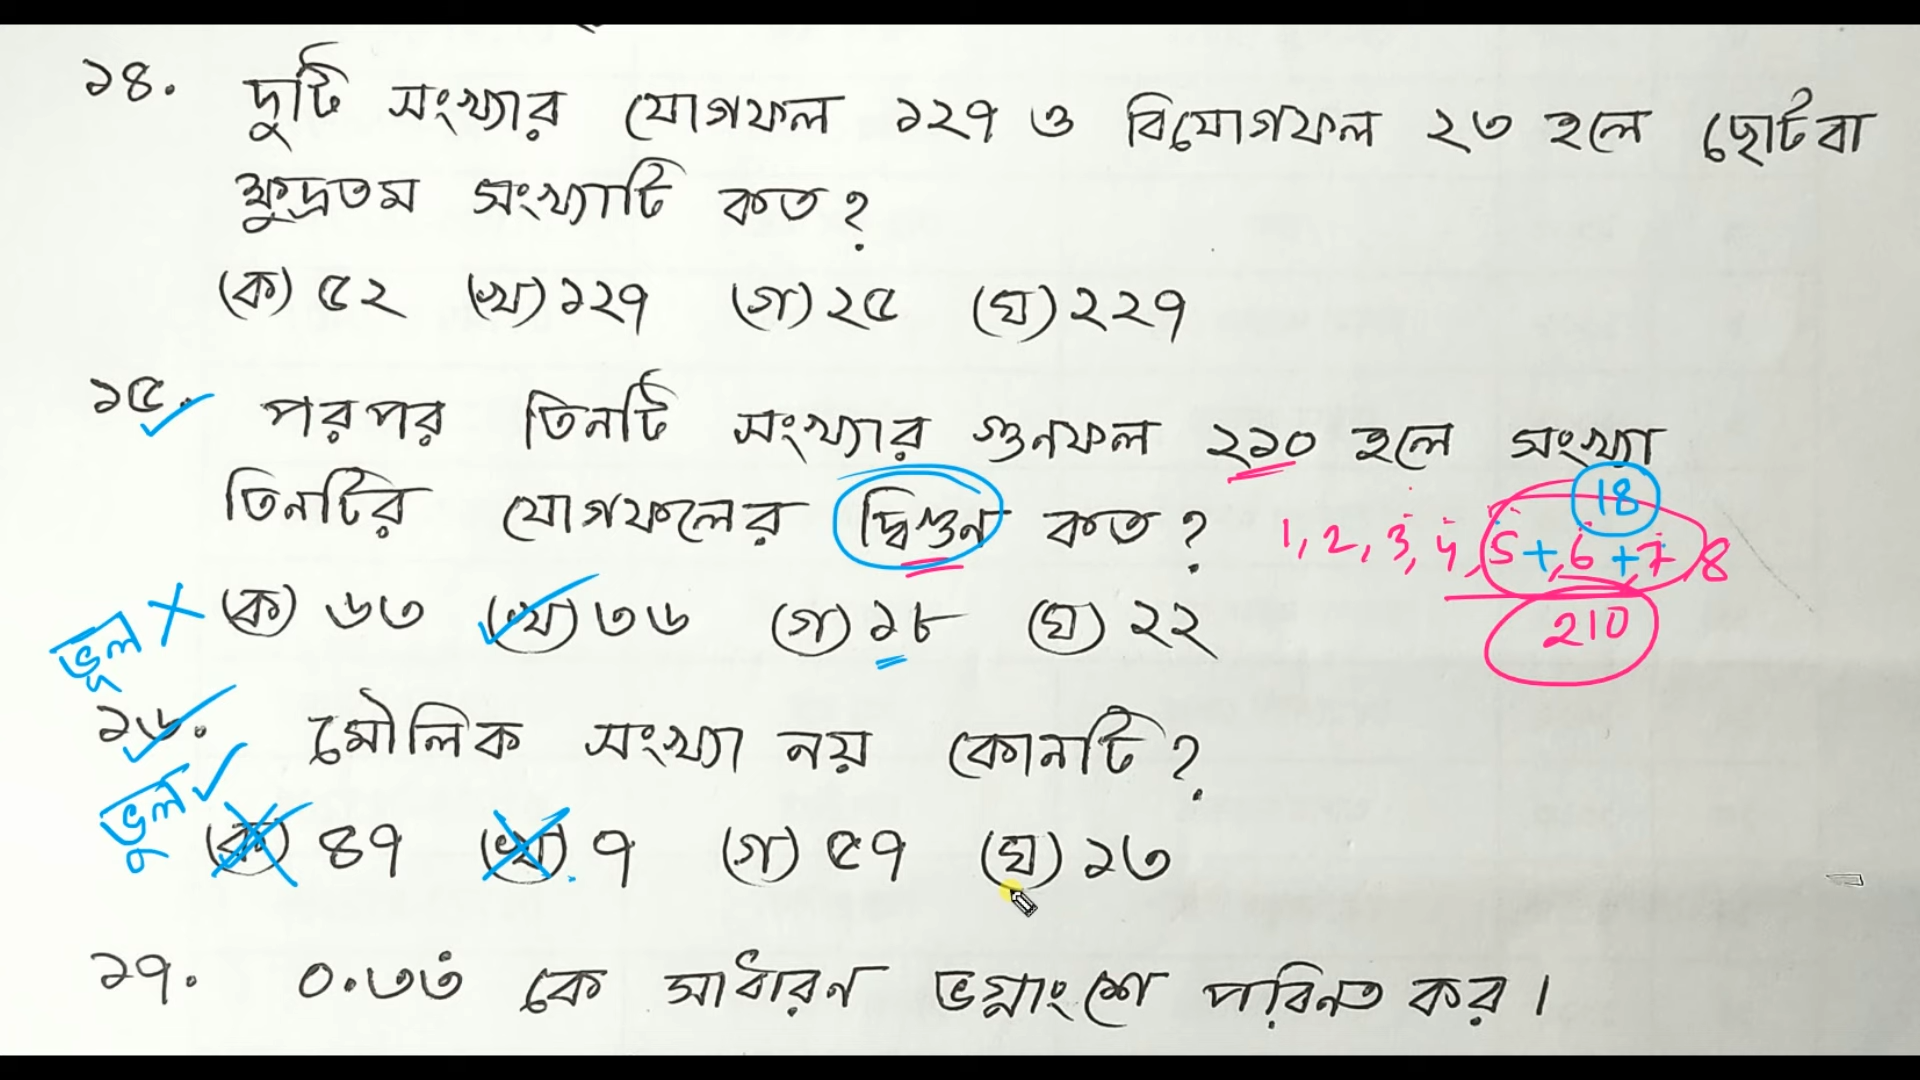 ১৪. দুটি সংখ্যার যোগফল ১২৭ ও বিয়োগফল ২৩ হলে ছোট বা
ক্ষুদ্রতম সংখ্যাটি কত?
(ক) ৫২ (খ) ১২৭ (গ) ২৫ (ঘ) ২২৭
১৫. পরপর তিনটি সংখ্যার গুনফল ২১০ হলে সংখ্যা
তিনটির যোগফলের দ্বিগুন কত?
18
1, 2, 3, 4, 5 +, 6 +, 7, 8
210
ভুল (ক) ৬৩ (খ) ৩৬ (গ) ১৮ (ঘ) ২২
১৬. মৌলিক সংখ্যা নয় কোনটি?
ভুল (ক) ৪৭ (খ) ৭ (গ) ৫৭ (ঘ) ১৩
১৭. ০.৩৩̇ কে সাধারন ভগ্নাংশে পরিনত কর।